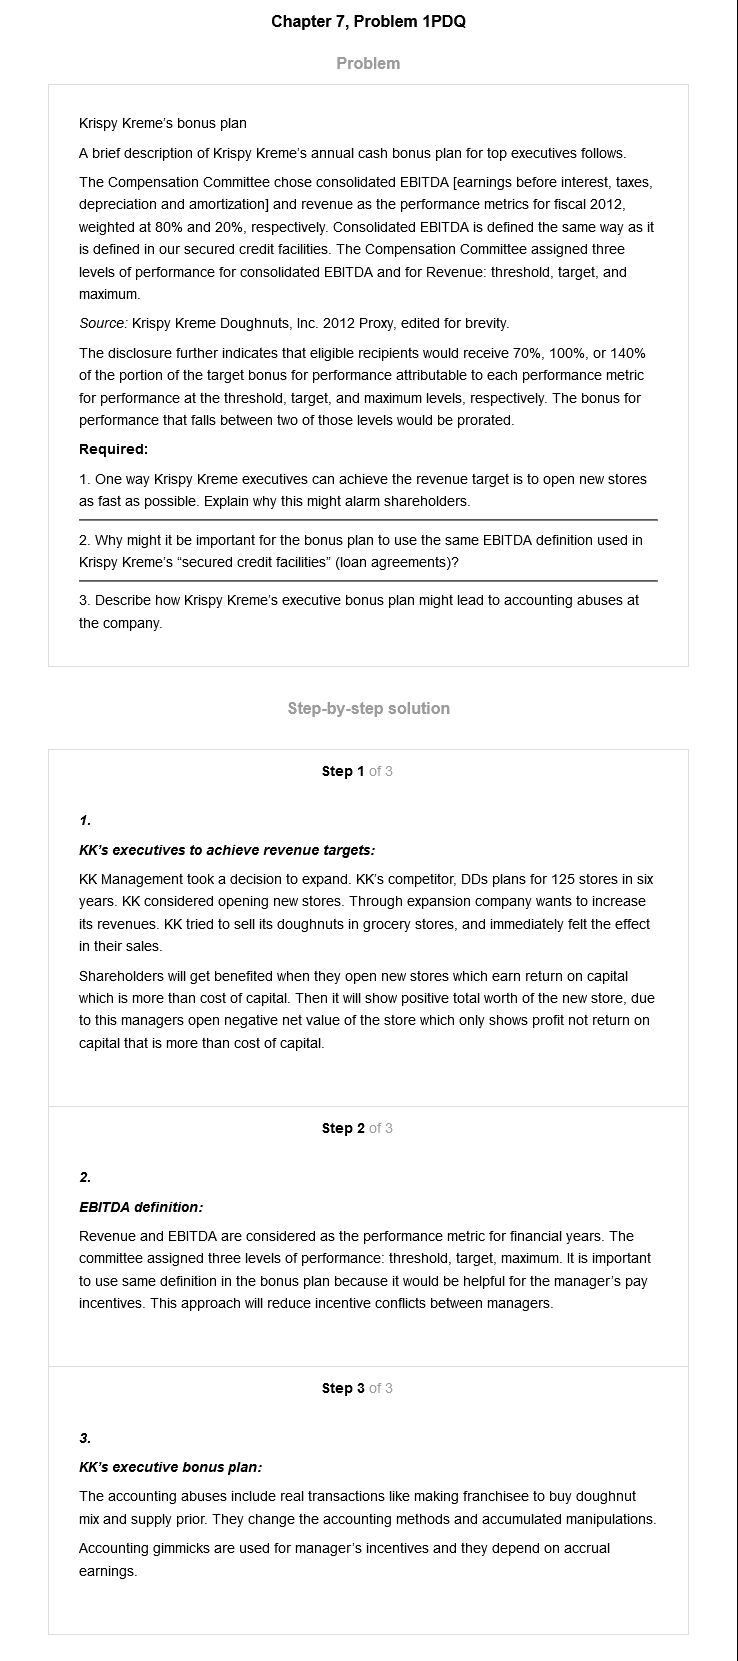 Chapter 7, Problem 1PDQ
Problem
Krispy Kreme’s bonus plan
A brief description of Krispy Kreme’s annual cash bonus plan for top executives follows.
The Compensation Committee chose consolidated EBITDA [earnings before interest, taxes,
depreciation and amortization] and revenue as the performance metrics for fiscal 2012,
weighted at 80% and 20%, respectively. Consolidated EBITDA is defined the same way as it
is defined in our secured credit facilities. The Compensation Committee assigned three
levels of performance for consolidated EBITDA and for Revenue: threshold, target, and
maximum.
Source: Krispy Kreme Doughnuts, Inc. 2012 Proxy, edited for brevity.
The disclosure further indicates that eligible recipients would receive 70%, 100%, or 140%
of the portion of the target bonus for performance attributable to each performance metric
for performance at the threshold, target, and maximum levels, respectively. The bonus for
performance that falls between two of those levels would be prorated.
Required:
1. One way Krispy Kreme executives can achieve the revenue target is to open new stores
as fast as possible. Explain why this might alarm shareholders.
2. Why might it be important for the bonus plan to use the same EBITDA definition used in
Krispy Kreme’s “secured credit facilities” (loan agreements)?
3. Describe how Krispy Kreme’s executive bonus plan might lead to accounting abuses at
the company.
Step-by-step solution
Step 1 of 3
1.
KK’s executives to achieve revenue targets:
KK Management took a decision to expand. KK’s competitor, DDs plans for 125 stores in six
years. KK considered opening new stores. Through expansion company wants to increase
its revenues. KK tried to sell its doughnuts in grocery stores, and immediately felt the effect
in their sales.
Shareholders will get benefited when they open new stores which earn return on capital
which is more than cost of capital. Then it will show positive total worth of the new store, due
to this managers open negative net value of the store which only shows profit not return on
capital that is more than cost of capital.
Step 2 of 3
2.
EBITDA definition:
Revenue and EBITDA are considered as the performance metric for financial years. The
committee assigned three levels of performance: threshold, target, maximum. It is important
to use same definition in the bonus plan because it would be helpful for the manager’s pay
incentives. This approach will reduce incentive conflicts between managers.
Step 3 of 3
3.
KK’s executive bonus plan:
The accounting abuses include real transactions like making franchisee to buy doughnut
mix and supply prior. They change the accounting methods and accumulated manipulations.
Accounting gimmicks are used for manager’s incentives and they depend on accrual
earnings.